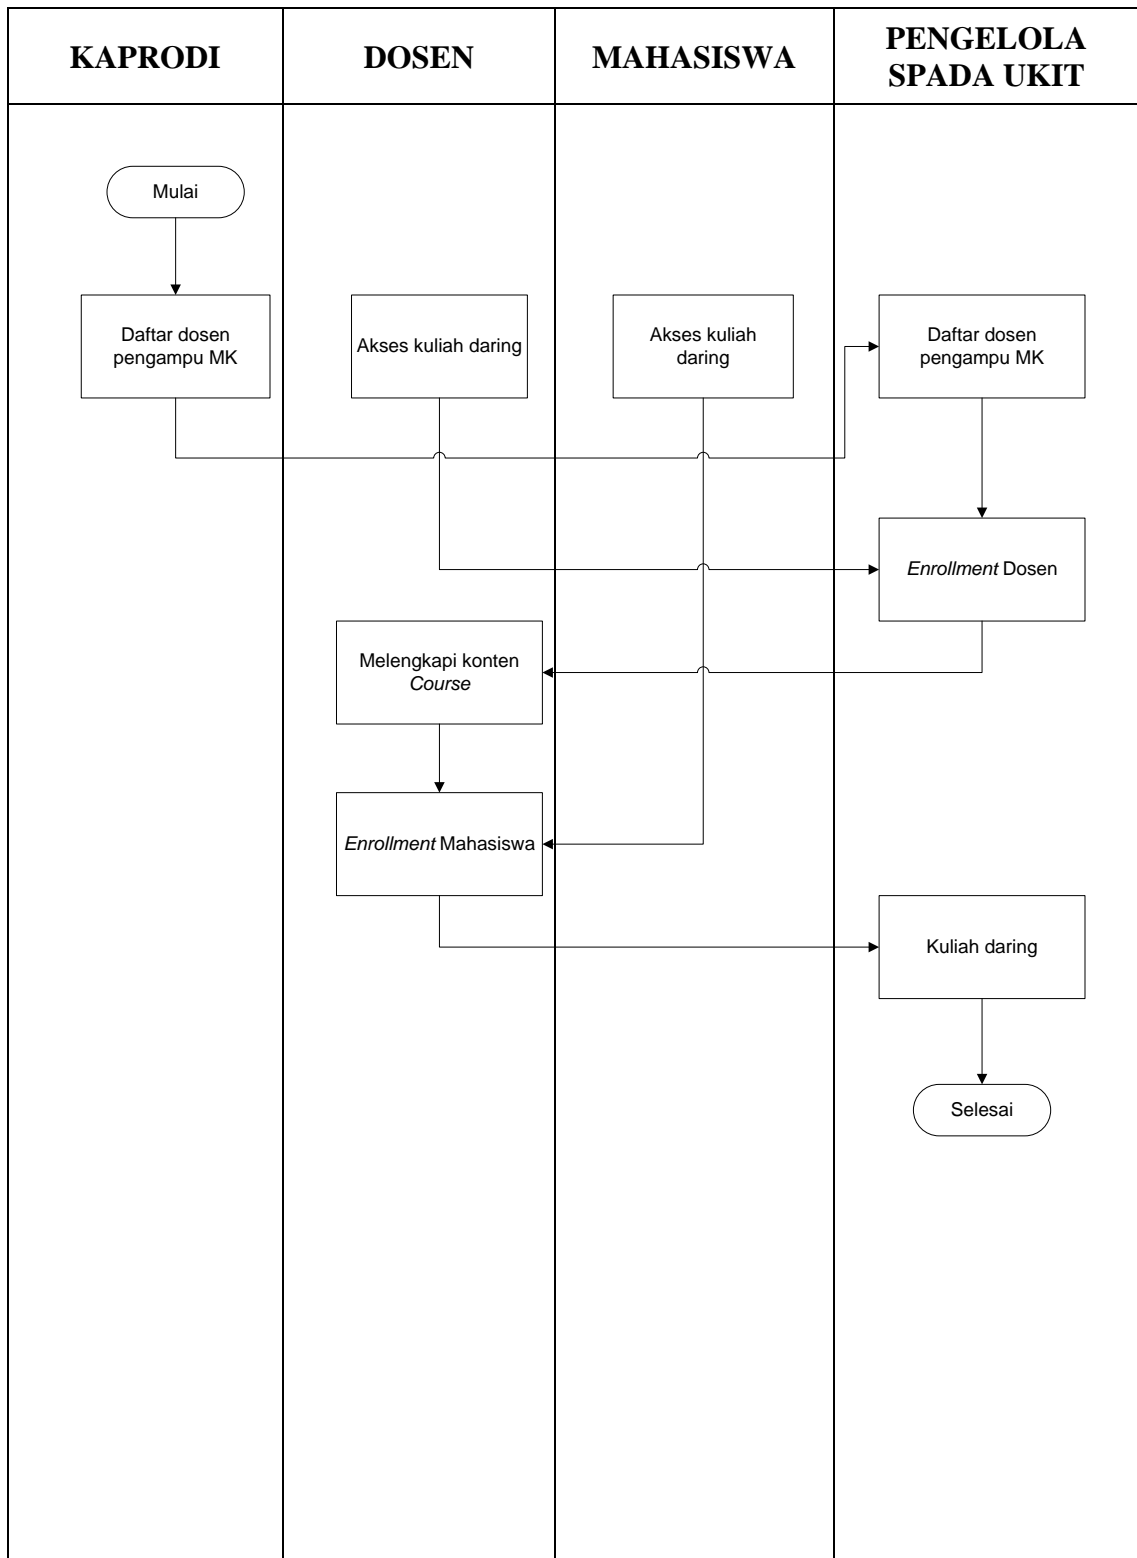 KAPRODI
DOSEN
MAHASISWA
PENGELOLA
SPADA UKIT
Mulai
Daftar dosen
pengampu MK
Akses kuliah daring
Akses kuliah
daring
Daftar dosen
pengampu MK
Enrollment Dosen
Melengkapi konten
Course
Enrollment Mahasiswa
Kuliah daring
Selesai